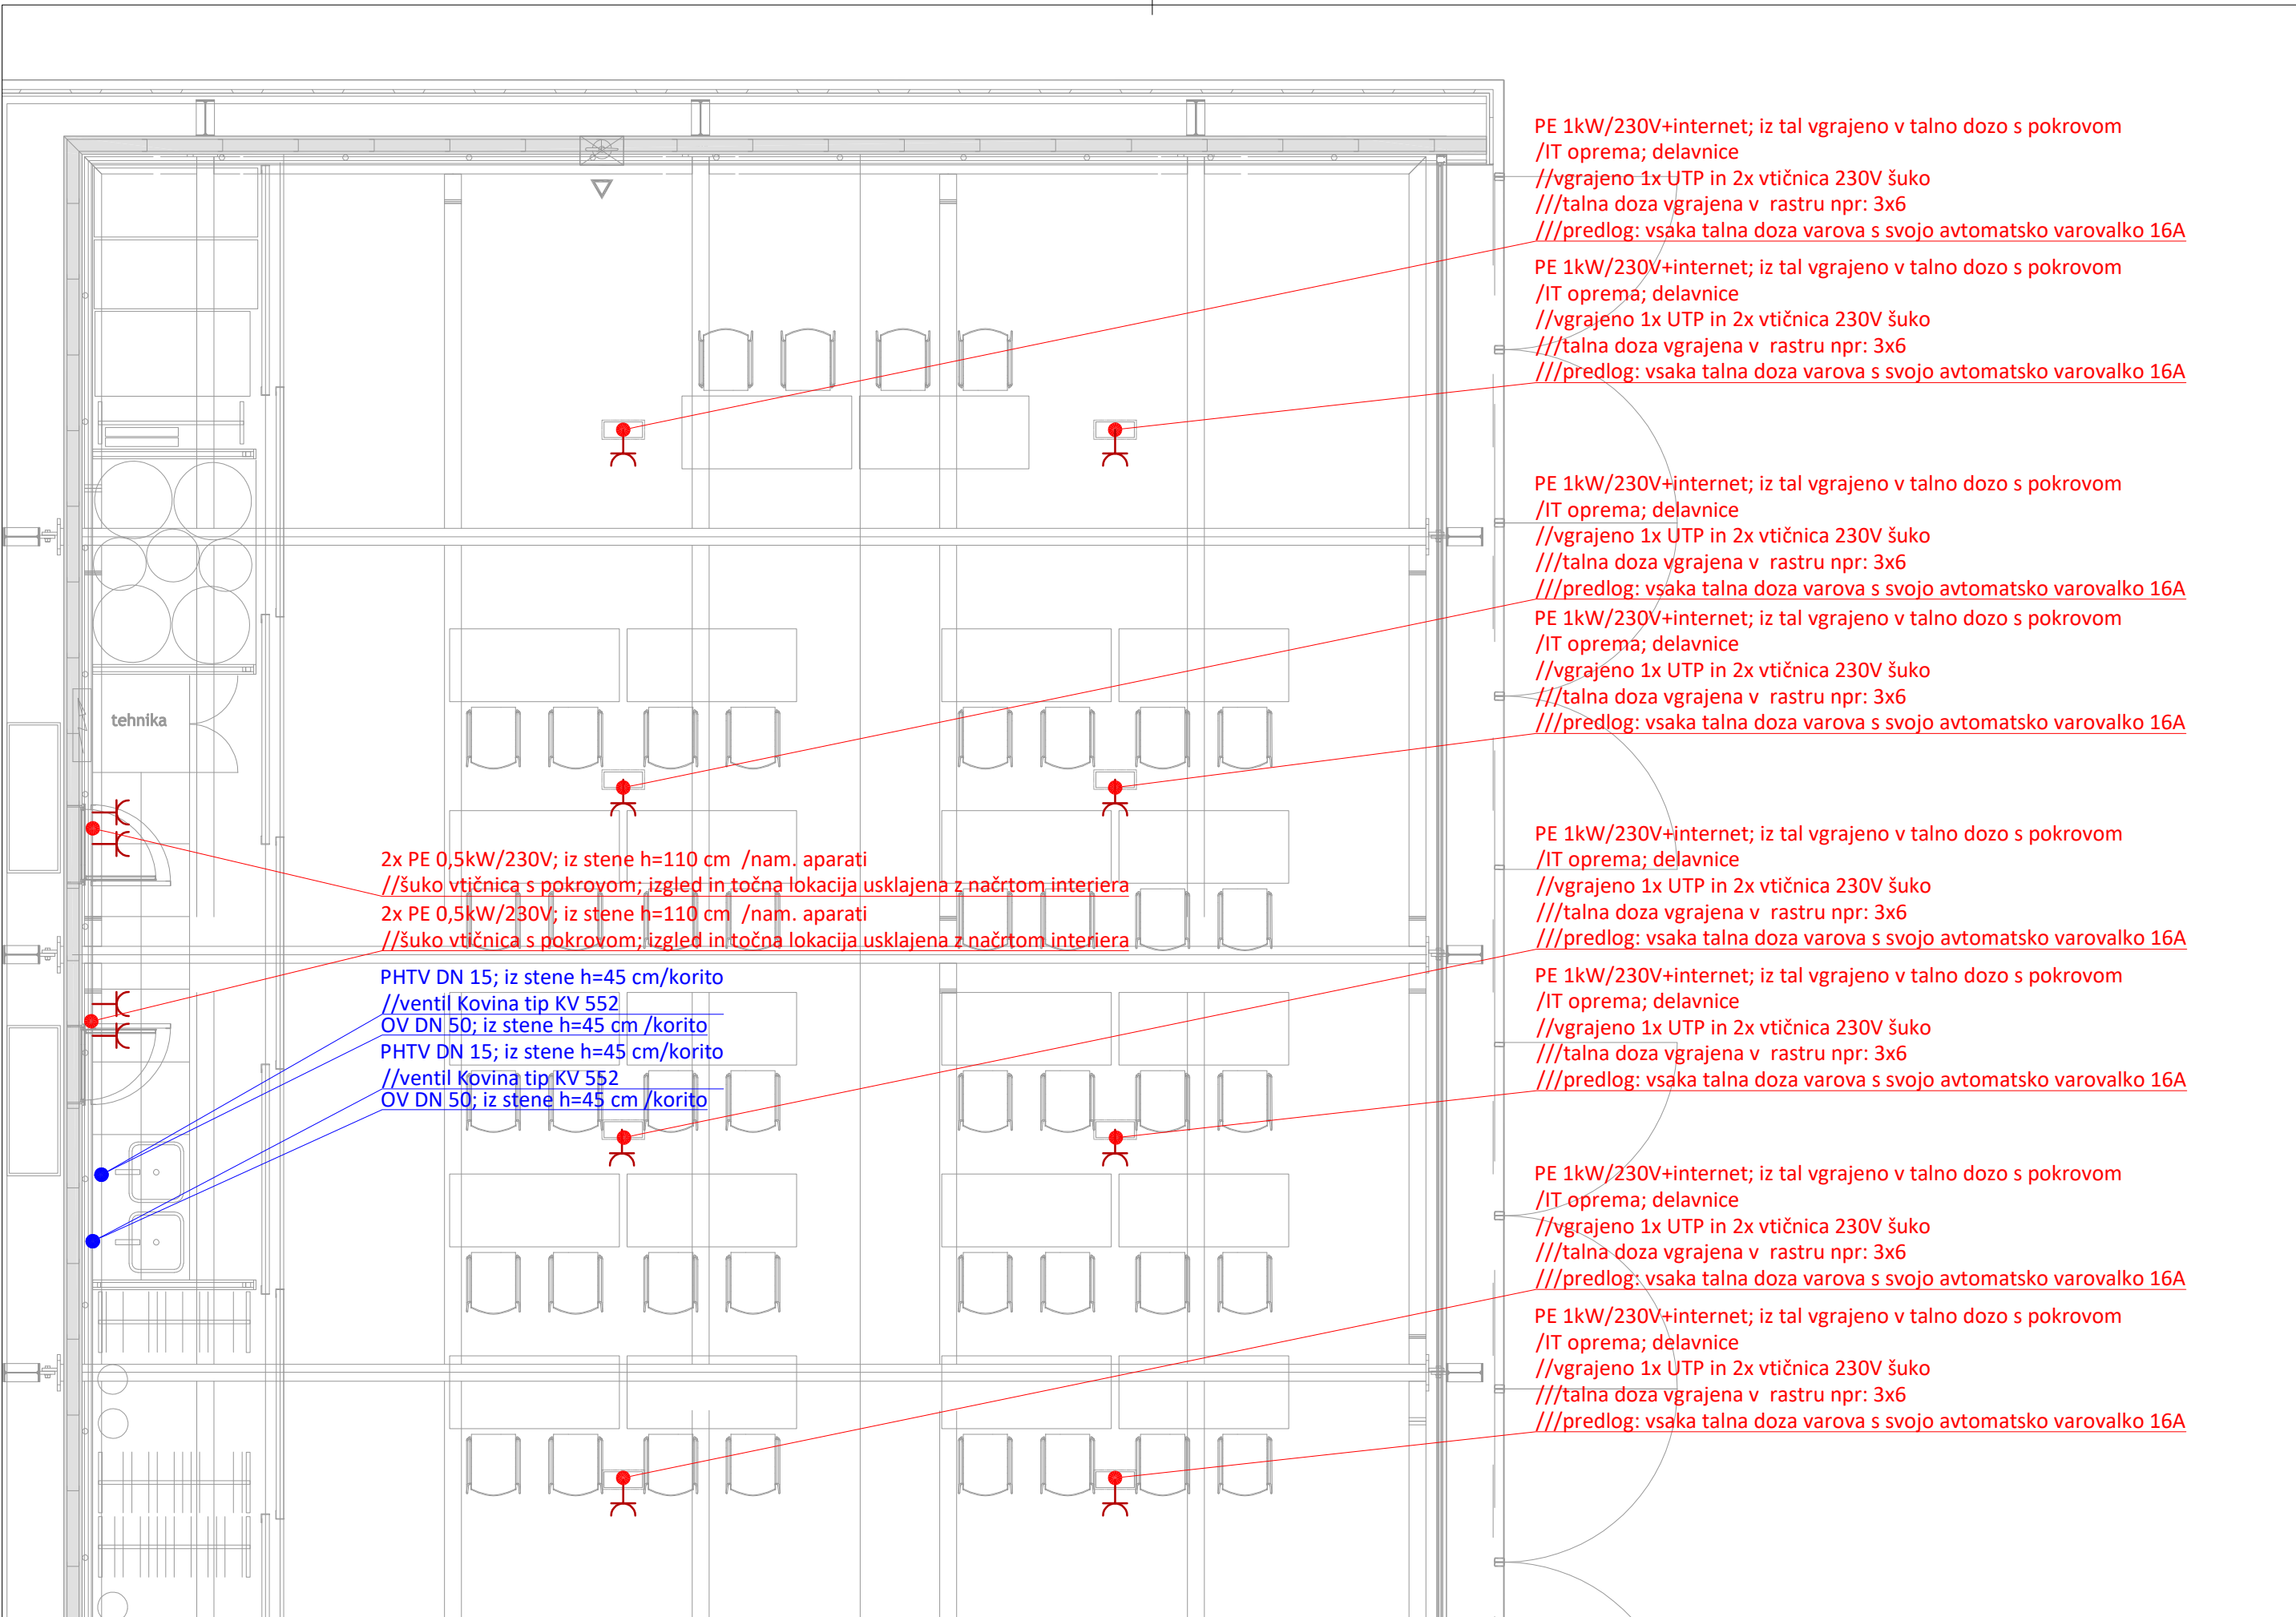 PE 1kW/230V+internet; iz tal vgrajeno v talno dozo s pokrovom
/IT oprema; delavnice
//vgrajeno 1x UTP in 2x vtičnica 230V šuko
///talna doza vgrajena v  rastru npr: 3x6
///predlog: vsaka talna doza varova s svojo avtomatsko varovalko 16A
PE 1kW/230V+internet; iz tal vgrajeno v talno dozo s pokrovom
/IT oprema; delavnice
//vgrajeno 1x UTP in 2x vtičnica 230V šuko
///talna doza vgrajena v  rastru npr: 3x6
///predlog: vsaka talna doza varova s svojo avtomatsko varovalko 16A
PE 1kW/230V+internet; iz tal vgrajeno v talno dozo s pokrovom
/IT oprema; delavnice
//vgrajeno 1x UTP in 2x vtičnica 230V šuko
///talna doza vgrajena v  rastru npr: 3x6
///predlog: vsaka talna doza varova s svojo avtomatsko varovalko 16A
PE 1kW/230V+internet; iz tal vgrajeno v talno dozo s pokrovom
/IT oprema; delavnice
//vgrajeno 1x UTP in 2x vtičnica 230V šuko
///talna doza vgrajena v  rastru npr: 3x6
///predlog: vsaka talna doza varova s svojo avtomatsko varovalko 16A
tehnika
2x PE 0,5kW/230V; iz stene h=110 cm  /nam. aparati
//šuko vtičnica s pokrovom; izgled in točna lokacija usklajena z načrtom interiera
2x PE 0,5kW/230V; iz stene h=110 cm  /nam. aparati
//šuko vtičnica s pokrovom; izgled in točna lokacija usklajena z načrtom interiera
PHTV DN 15; iz stene h=45 cm/korito
//ventil Kovina tip KV 552
OV DN 50; iz stene h=45 cm /korito
PHTV DN 15; iz stene h=45 cm/korito
//ventil Kovina tip KV 552
OV DN 50; iz stene h=45 cm /korito
PE 1kW/230V+internet; iz tal vgrajeno v talno dozo s pokrovom
/IT oprema; delavnice
//vgrajeno 1x UTP in 2x vtičnica 230V šuko
///talna doza vgrajena v  rastru npr: 3x6
///predlog: vsaka talna doza varova s svojo avtomatsko varovalko 16A
PE 1kW/230V+internet; iz tal vgrajeno v talno dozo s pokrovom
/IT oprema; delavnice
//vgrajeno 1x UTP in 2x vtičnica 230V šuko
///talna doza vgrajena v  rastru npr: 3x6
///predlog: vsaka talna doza varova s svojo avtomatsko varovalko 16A
PE 1kW/230V+internet; iz tal vgrajeno v talno dozo s pokrovom
/IT oprema; delavnice
//vgrajeno 1x UTP in 2x vtičnica 230V šuko
///talna doza vgrajena v  rastru npr: 3x6
///predlog: vsaka talna doza varova s svojo avtomatsko varovalko 16A
PE 1kW/230V+internet; iz tal vgrajeno v talno dozo s pokrovom
/IT oprema; delavnice
//vgrajeno 1x UTP in 2x vtičnica 230V šuko
///talna doza vgrajena v  rastru npr: 3x6
///predlog: vsaka talna doza varova s svojo avtomatsko varovalko 16A